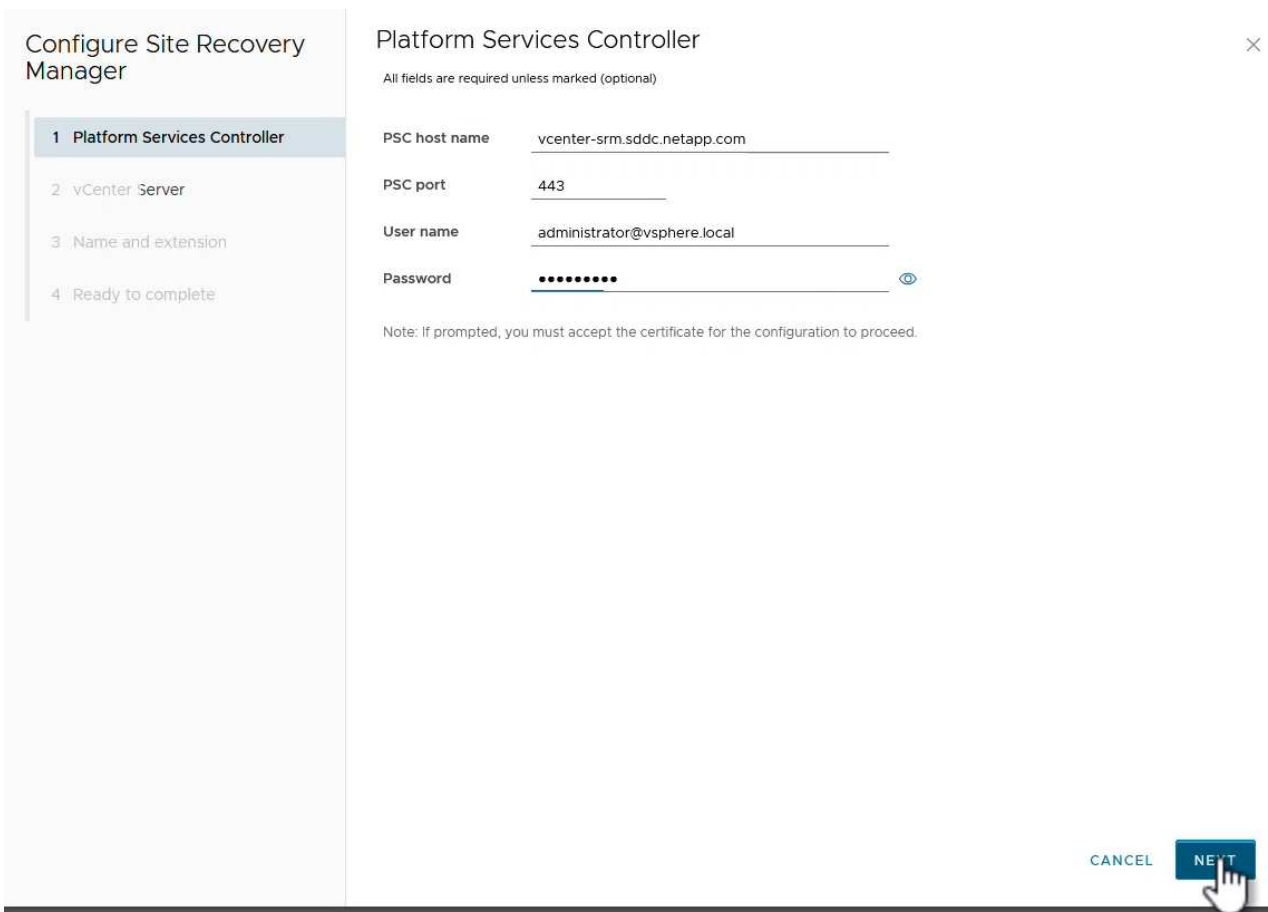 Configure Site Recovery
Manager
1 Platform Services Controller
2 vCenter Server
3 Name and extension
4 Ready to complete
Platform Services Controller
All fields are required unless marked (optional)
PSC host name vcenter-srm.sddc.netapp.com
PSC port 443
User name administrator@vsphere.local
Password •••••••••
Note: If prompted, you must accept the certificate for the configuration to proceed.
CANCEL NEXT